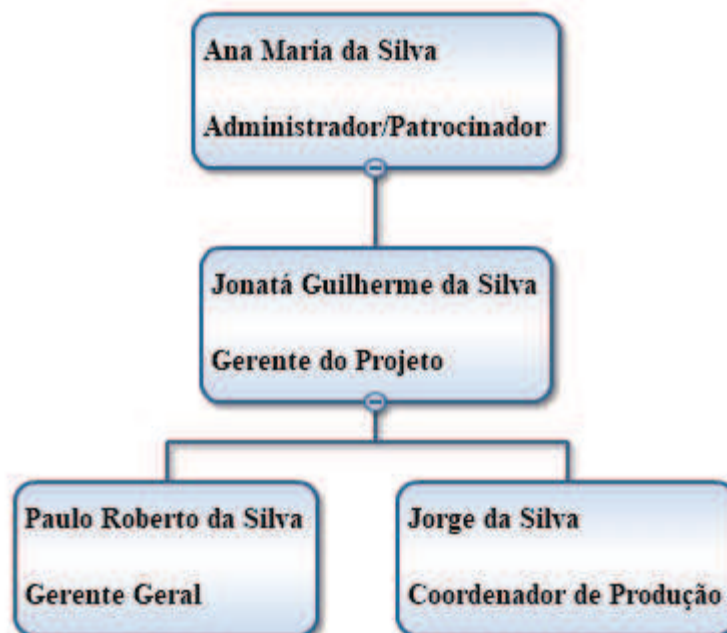 Ana Maria da Silva
Administrador/Patrocinador
Jonatá Guilherme da Silva
Gerente do Projeto
Paulo Roberto da Silva
Gerente Geral
Jorge da Silva
Coordenador de Produção